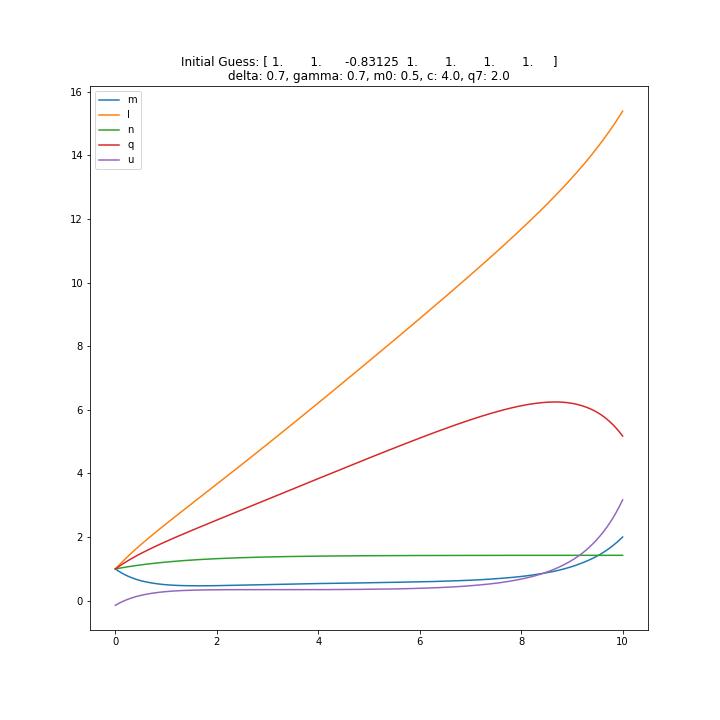 Initial Guess: [ 1. 1. -0.83125 1. 1. 1. 1. ]
delta: 0.7, gamma: 0.7, m0: 0.5, c: 4.0, q7: 2.0
m
l
n
q
u
16
14
12
10
8
6
4
2
0
0 2 4 6 8 10